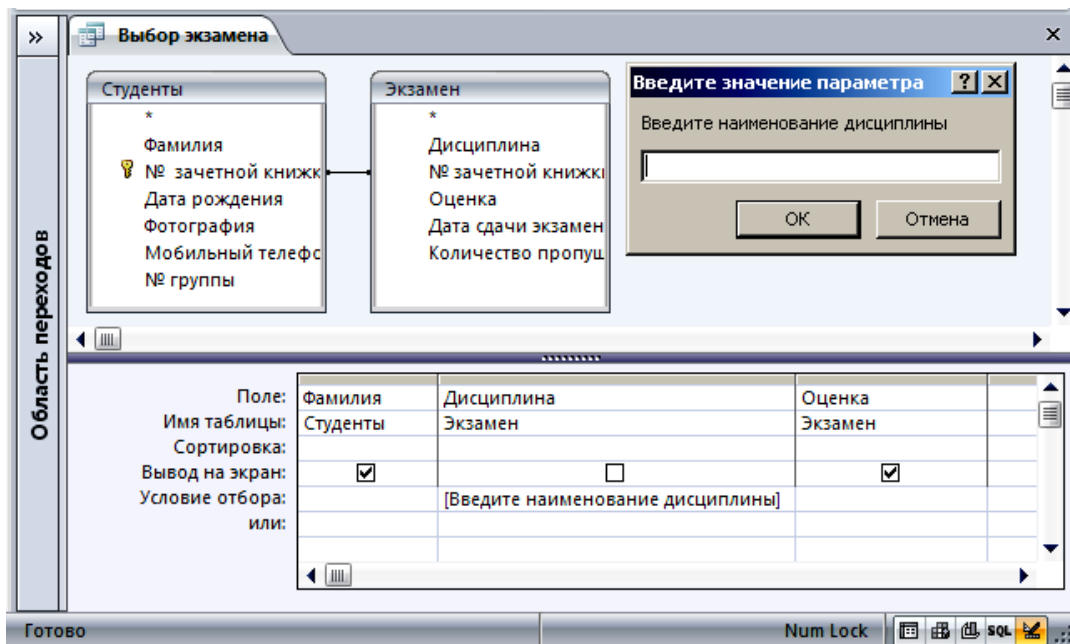 »
Выбор экзамена
Студенты
*
Фамилия
№ зачетной книжк
Дата рождения
Фотография
Мобильный телефо
№ группы
Экзамен
*
Дисциплина
№ зачетной книжки
Оценка
Дата сдачи экзамен
Количество пропущ
Введите значение параметра
Введите наименование дисциплины
ОК
Отмена
Область переходов
Поле: Фамилия Дисциплина Оценка
Имя таблицы: Студенты Экзамен Экзамен
Сортировка:
Вывод на экран:
Условие отбора: [Введите наименование дисциплины]
или:
Готово
Num Lock
SQL